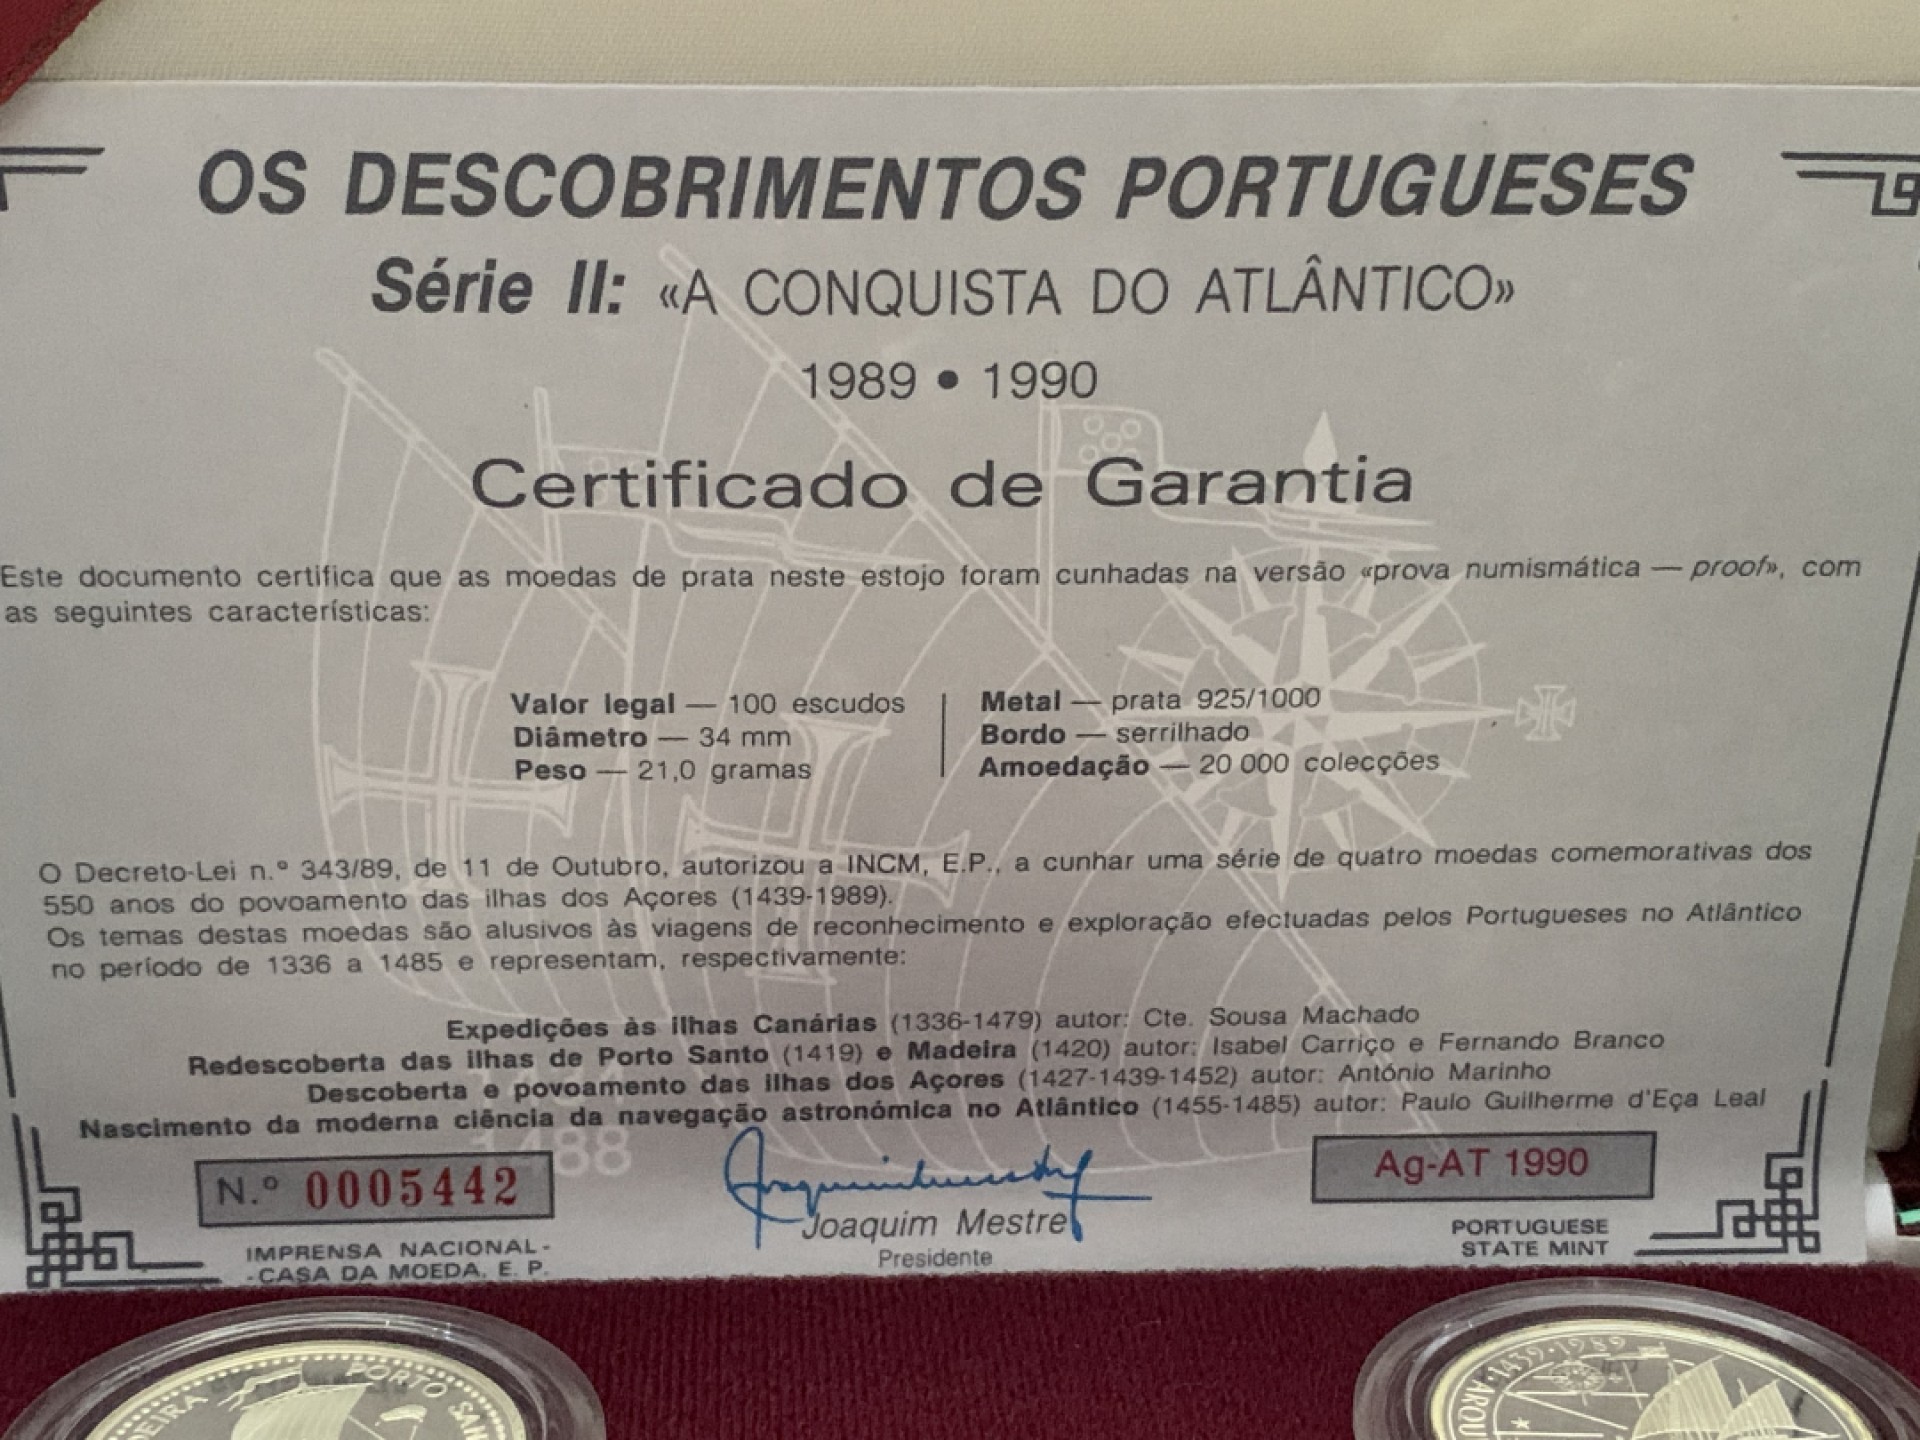 OS DESCOBRIMENTOS PORTUGUESES
Série II: «A CONQUISTA DO ATLÂNTICO»
1989 • 1990
Certificado de Garantia
Este documento certifica que as moedas de prata neste estojo foram cunhadas na versão «prova numismática — proof», com
as seguintes características:
Valor legal — 100 escudos
Diâmetro — 34 mm
Peso — 21,0 gramas
Metal — prata 925/1000
Bordo — serrilhado
Amoedação — 20 000 colecções
O Decreto-Lei n.º 343/89, de 11 de Outubro, autorizou a INCM, E.P., a cunhar uma série de quatro moedas comemorativas dos
550 anos do povoamento das ilhas dos Açores (1439-1989).
Os temas destas moedas são alusivos às viagens de reconhecimento e exploração efectuadas pelos Portugueses no Atlântico
no período de 1336 a 1485 e representam, respectivamente:
Expedições às ilhas Canárias (1336-1479) autor: Cte. Sousa Machado
Redescoberta das ilhas de Porto Santo (1419) e Madeira (1420) autor: Isabel Carriço e Fernando Branco
Descoberta e povoamento das ilhas dos Açores (1427-1439-1452) autor: António Marinho
Nascimento da moderna ciência da navegação astronómica no Atlântico (1455-1485) autor: Paulo Guilherme d'Eça Leal
1488
N.º 0005442
Ag-AT 1990
Joaquim Mestre
Presidente
IMPRENSA NACIONAL-
-CASA DA MOEDA, E. P.
PORTUGUESE
STATE MINT
DEIRA PORTO SAN
1439·1989
ARQU